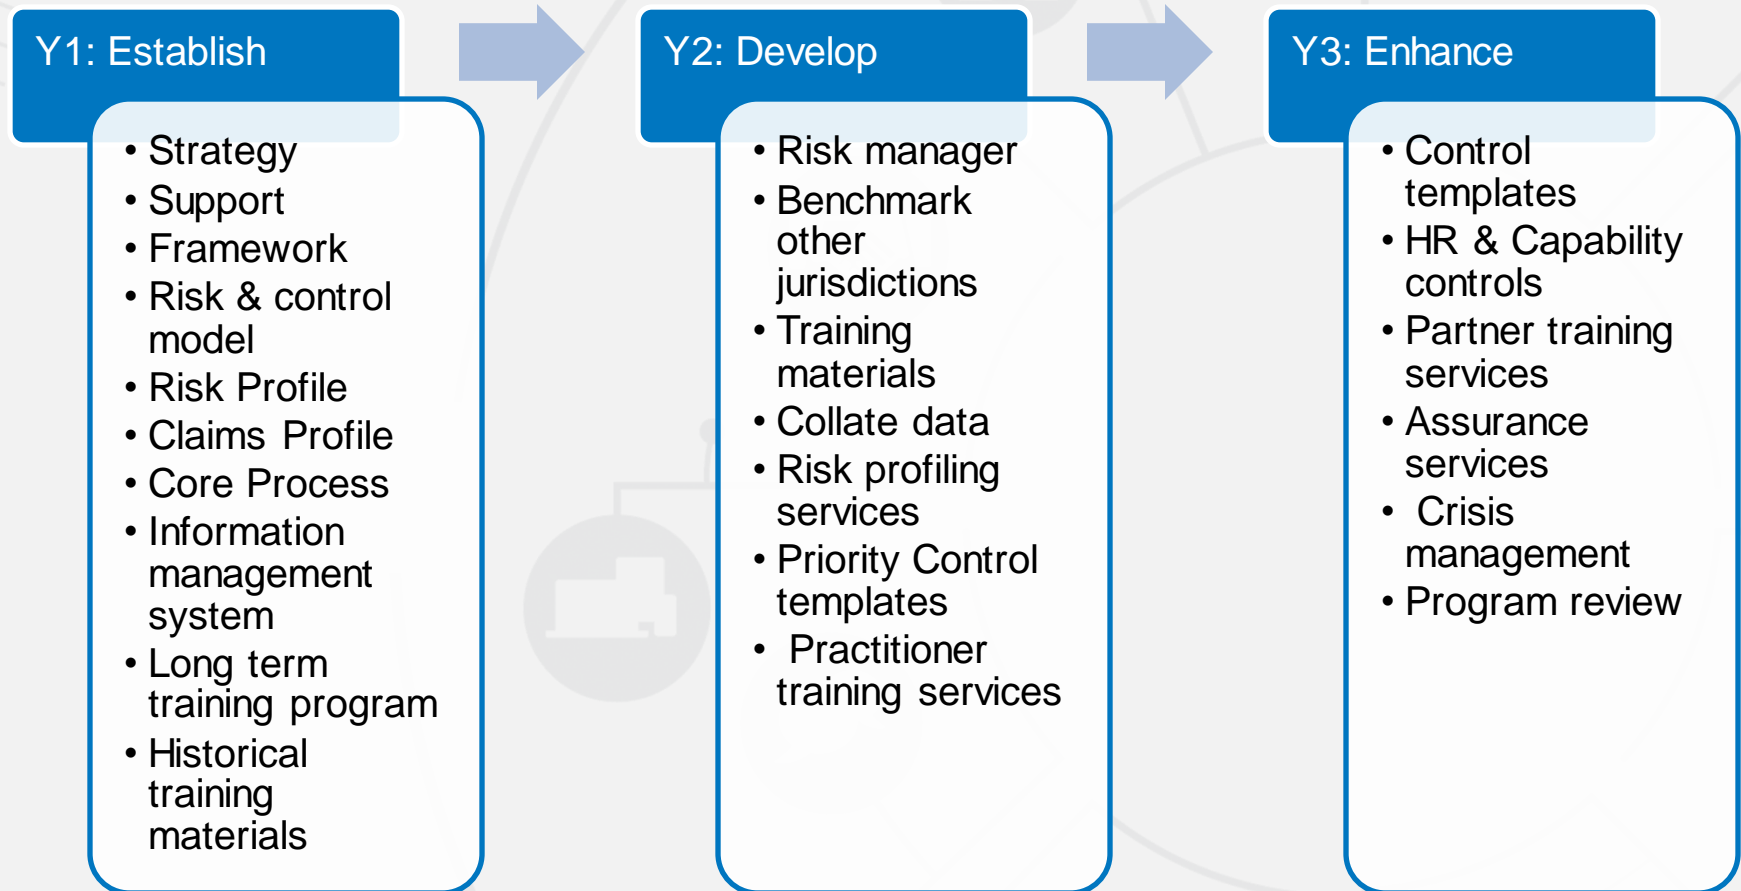 Y1: Establish
• Strategy
• Support
• Framework
• Risk & control
model
• Risk Profile
• Claims Profile
• Core Process
• Information
management
system
• Long term
training program
• Historical
training
materials
Y2: Develop
• Risk manager
• Benchmark
other
jurisdictions
• Training
materials
• Collate data
• Risk profiling
services
• Priority Control
templates
• Practitioner
training services
Y3: Enhance
• Control
templates
• HR & Capability
controls
• Partner training
services
• Assurance
services
• Crisis
management
• Program review